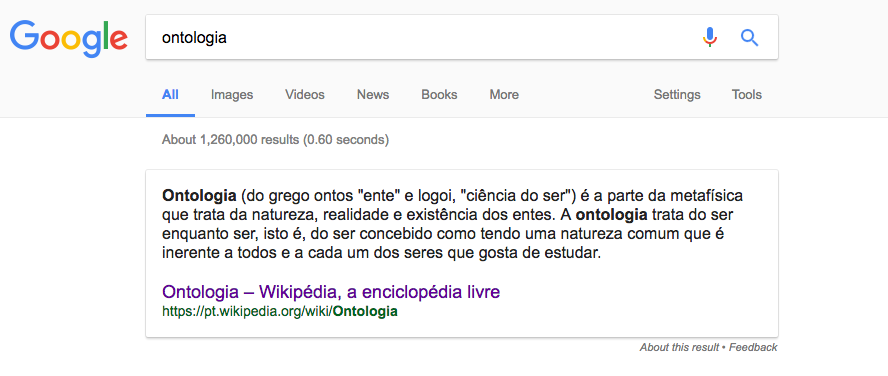 Google
ontologia
All Images Videos News Books More Settings Tools
About 1,260,000 results (0.60 seconds)
Ontologia (do grego ontos "ente" e logoi, "ciência do ser") é a parte da metafísica
que trata da natureza, realidade e existência dos entes. A ontologia trata do ser
enquanto ser, isto é, do ser concebido como tendo uma natureza comum que é
inerente a todos e a cada um dos seres que gosta de estudar.
Ontologia – Wikipédia, a enciclopédia livre
https://pt.wikipedia.org/wiki/Ontologia
About this result • Feedback